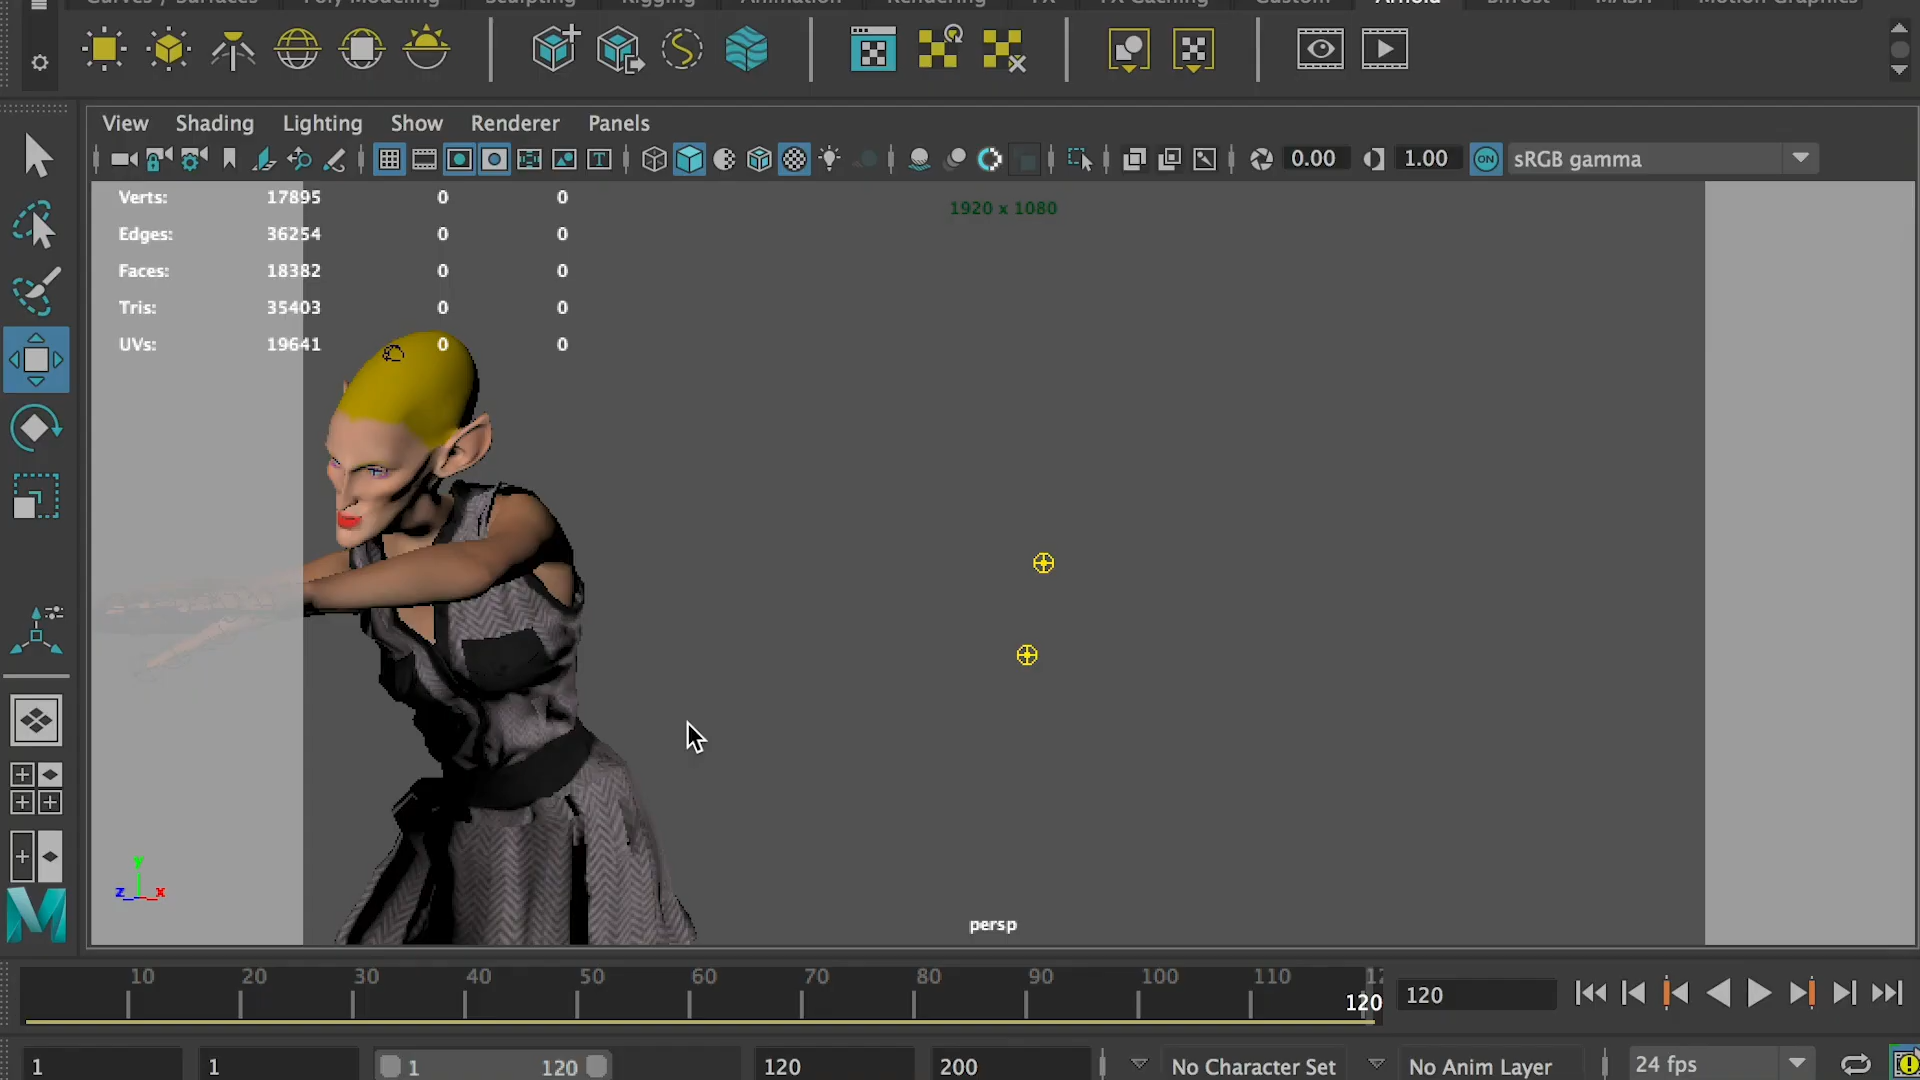 Curves / Surfaces Poly Modeling Sculpting Rigging Animation Rendering FX FX Caching Custom Arnold Bifrost MASH Motion Graphics
View Shading Lighting Show Renderer Panels
0.00 1.00 ON sRGB gamma
Verts: 17895 0 0
Edges: 36254 0 0
Faces: 18382 0 0
Tris: 35403 0 0
UVs: 19641 0 0
1920 x 1080
y
z x
persp
10 20 30 40 50 60 70 80 90 100 110 12
120
120
1 1 1 120 120 200 No Character Set No Anim Layer 24 fps